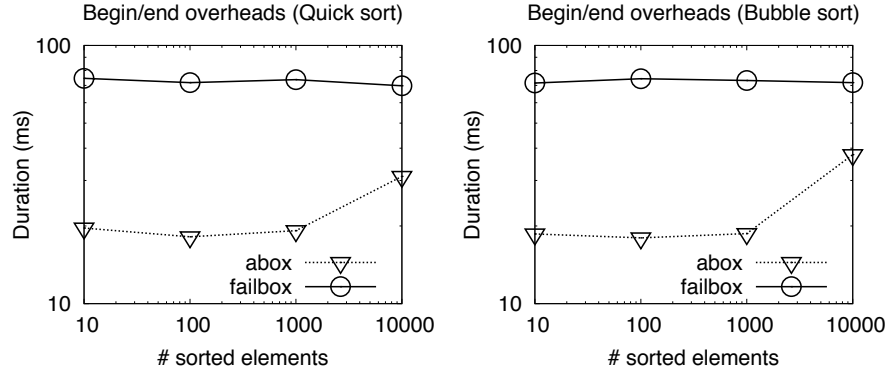 Begin/end overheads (Quick sort)
100
10
Duration (ms)
abox
failbox
10
100
1000
10000
# sorted elements
Begin/end overheads (Bubble sort)
100
10
Duration (ms)
abox
failbox
10
100
1000
10000
# sorted elements